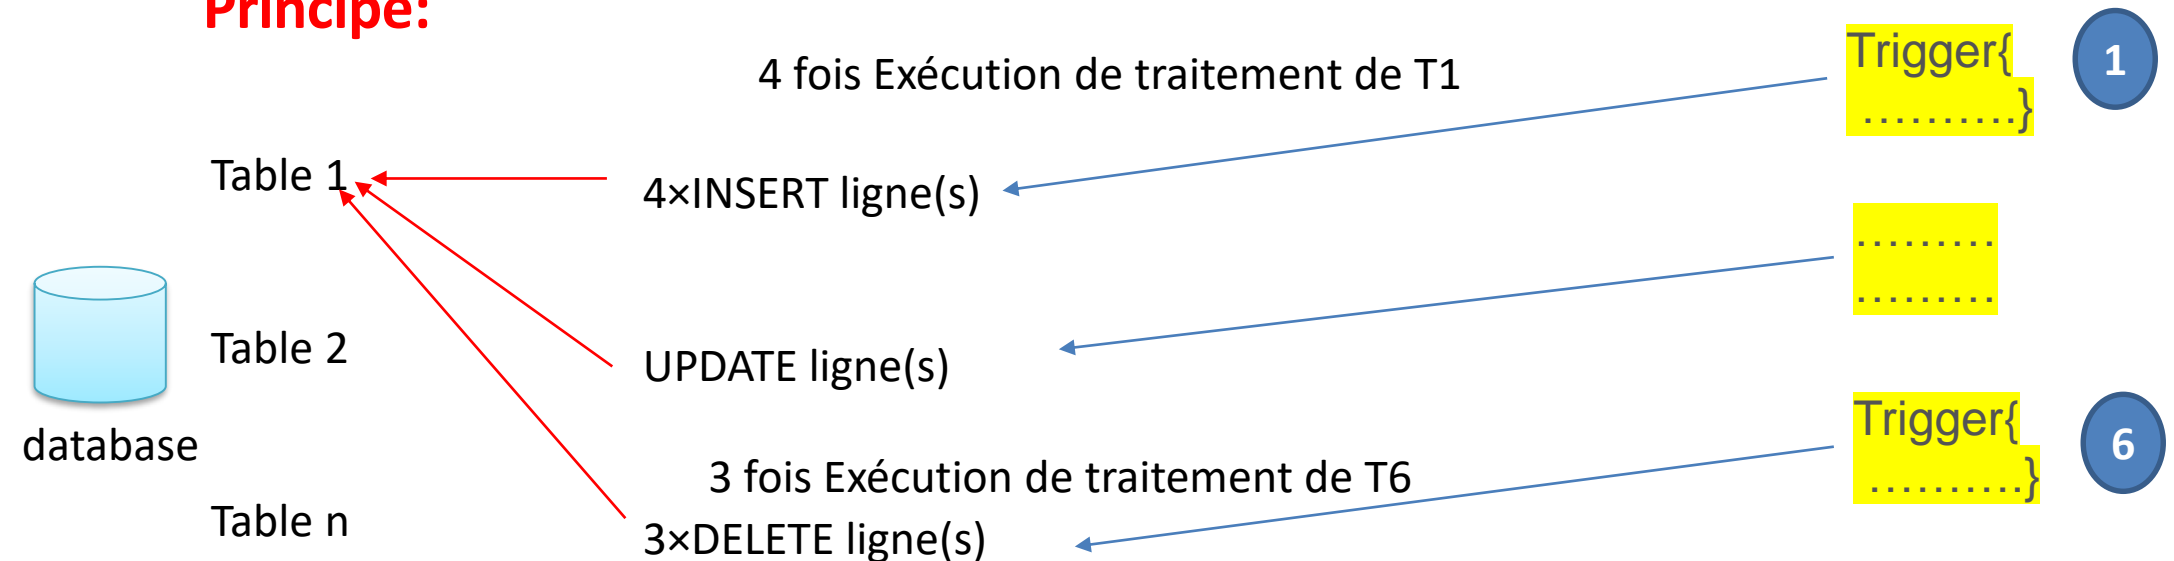 Principe:
4 fois Exécution de traitement de T1
Trigger{
..........}
1
Table 1
4×INSERT ligne(s)
.........
.........
Table 2
UPDATE ligne(s)
database
Trigger{
..........}
6
3 fois Exécution de traitement de T6
Table n
3×DELETE ligne(s)